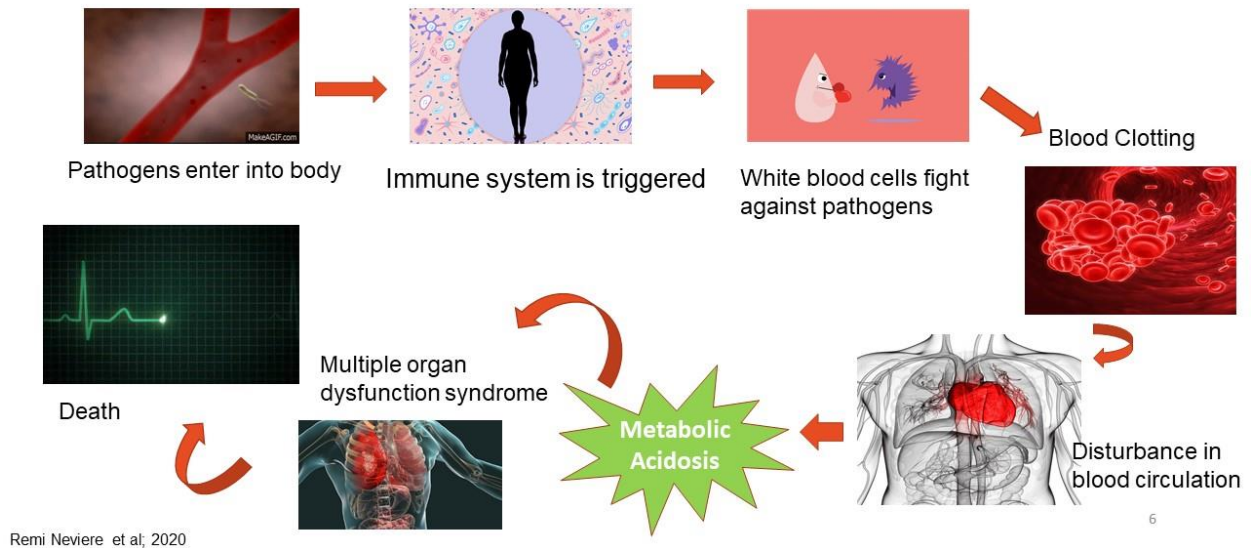 MakeAGIF.com
Pathogens enter into body
Immune system is triggered
White blood cells fight
against pathogens
Blood Clotting
Disturbance in
blood circulation
Metabolic
Acidosis
Multiple organ
dysfunction syndrome
Death
6
Remi Neviere et al; 2020